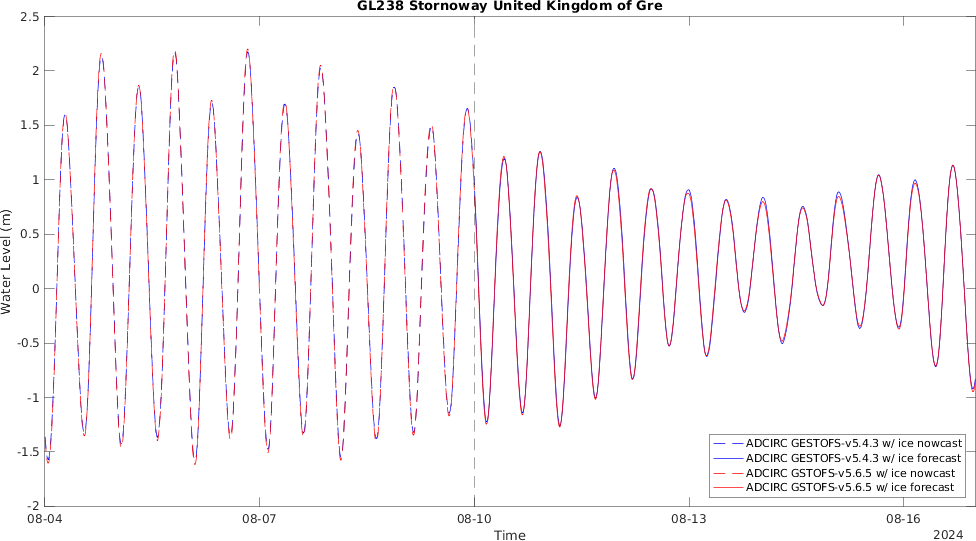 GL238 Stornoway United Kingdom of Gre
2.5
2
1.5
1
0.5
0
-0.5
-1
-1.5
-2
Water Level (m)
08-04
08-07
08-10
08-13
08-16
Time
2024
ADCIRC GESTOFS-v5.4.3 w/ ice nowcast
ADCIRC GESTOFS-v5.4.3 w/ ice forecast
ADCIRC GSTOFS-v5.6.5 w/ ice nowcast
ADCIRC GSTOFS-v5.6.5 w/ ice forecast